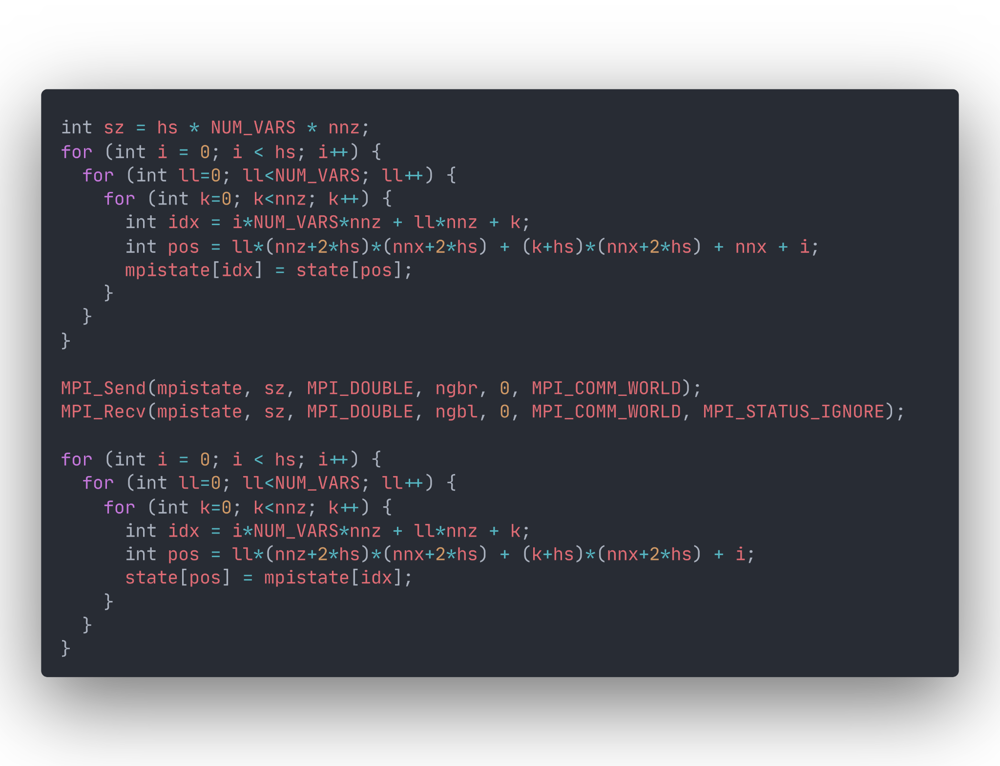 int sz = hs * NUM_VARS * nnz;
for (int i = 0; i < hs; i++) {
  for (int ll=0; ll<NUM_VARS; ll++) {
    for (int k=0; k<nnz; k++) {
      int idx = i*NUM_VARS*nnz + ll*nnz + k;
      int pos = ll*(nnz+2*hs)*(nnx+2*hs) + (k+hs)*(nnx+2*hs) + nnx + i;
      mpistate[idx] = state[pos];
    }
  }
}

MPI_Send(mpistate, sz, MPI_DOUBLE, ngbr, 0, MPI_COMM_WORLD);
MPI_Recv(mpistate, sz, MPI_DOUBLE, ngbl, 0, MPI_COMM_WORLD, MPI_STATUS_IGNORE);

for (int i = 0; i < hs; i++) {
  for (int ll=0; ll<NUM_VARS; ll++) {
    for (int k=0; k<nnz; k++) {
      int idx = i*NUM_VARS*nnz + ll*nnz + k;
      int pos = ll*(nnz+2*hs)*(nnx+2*hs) + (k+hs)*(nnx+2*hs) + i;
      state[pos] = mpistate[idx];
    }
  }
}